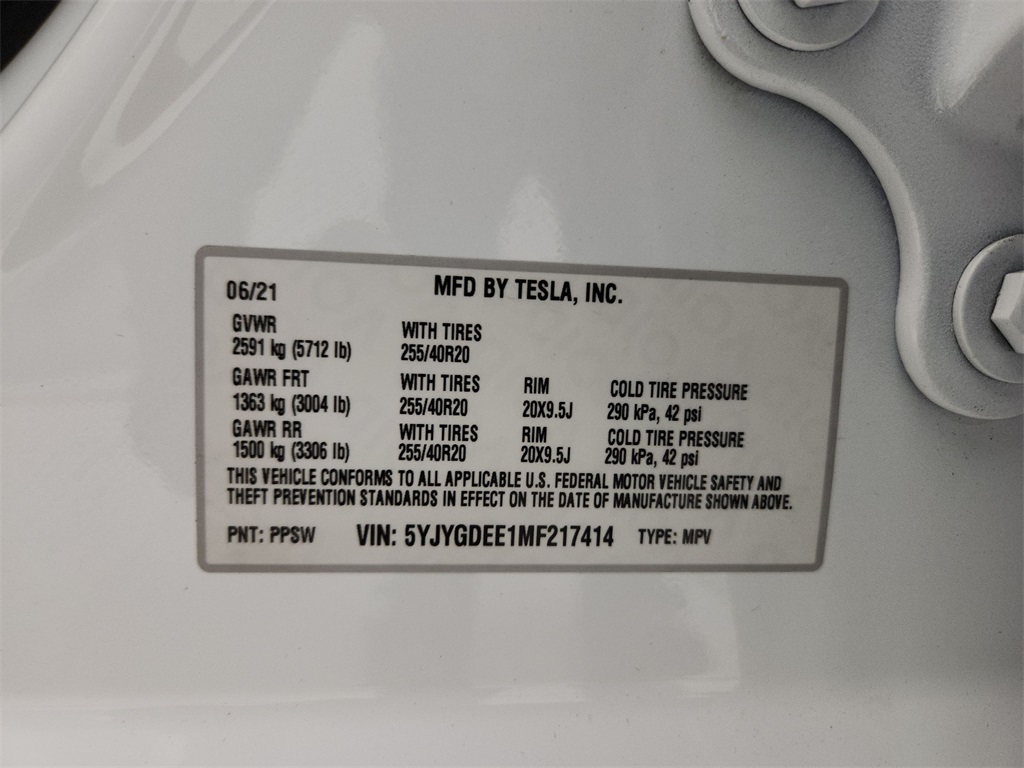 06/21 MFD BY TESLA, INC.
GVWR WITH TIRES
2591 kg (5712 lb) 255/40R20
GAWR FRT WITH TIRES RIM COLD TIRE PRESSURE
1363 kg (3004 lb) 255/40R20 20X9.5J 290 kPa, 42 psi
GAWR RR WITH TIRES RIM COLD TIRE PRESSURE
1500 kg (3306 lb) 255/40R20 20X9.5J 290 kPa, 42 psi
THIS VEHICLE CONFORMS TO ALL APPLICABLE U.S. FEDERAL MOTOR VEHICLE SAFETY AND
THEFT PREVENTION STANDARDS IN EFFECT ON THE DATE OF MANUFACTURE SHOWN ABOVE.
PNT: PPSW VIN: 5YJYGDEE1MF217414 TYPE: MPV